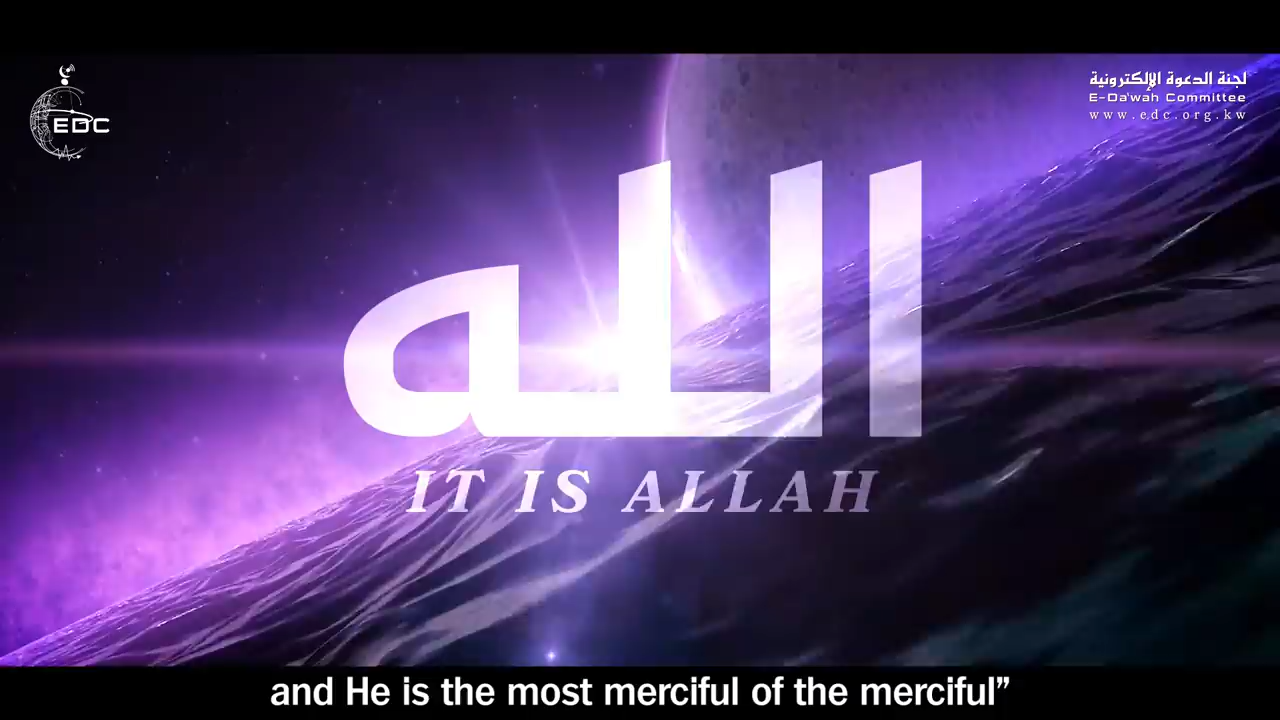 EDC
لجنة الدعوة الإلكترونية
E-Da'wah Committee
www.edc.org.kw
الله
IT IS ALLAH
and He is the most merciful of the merciful”